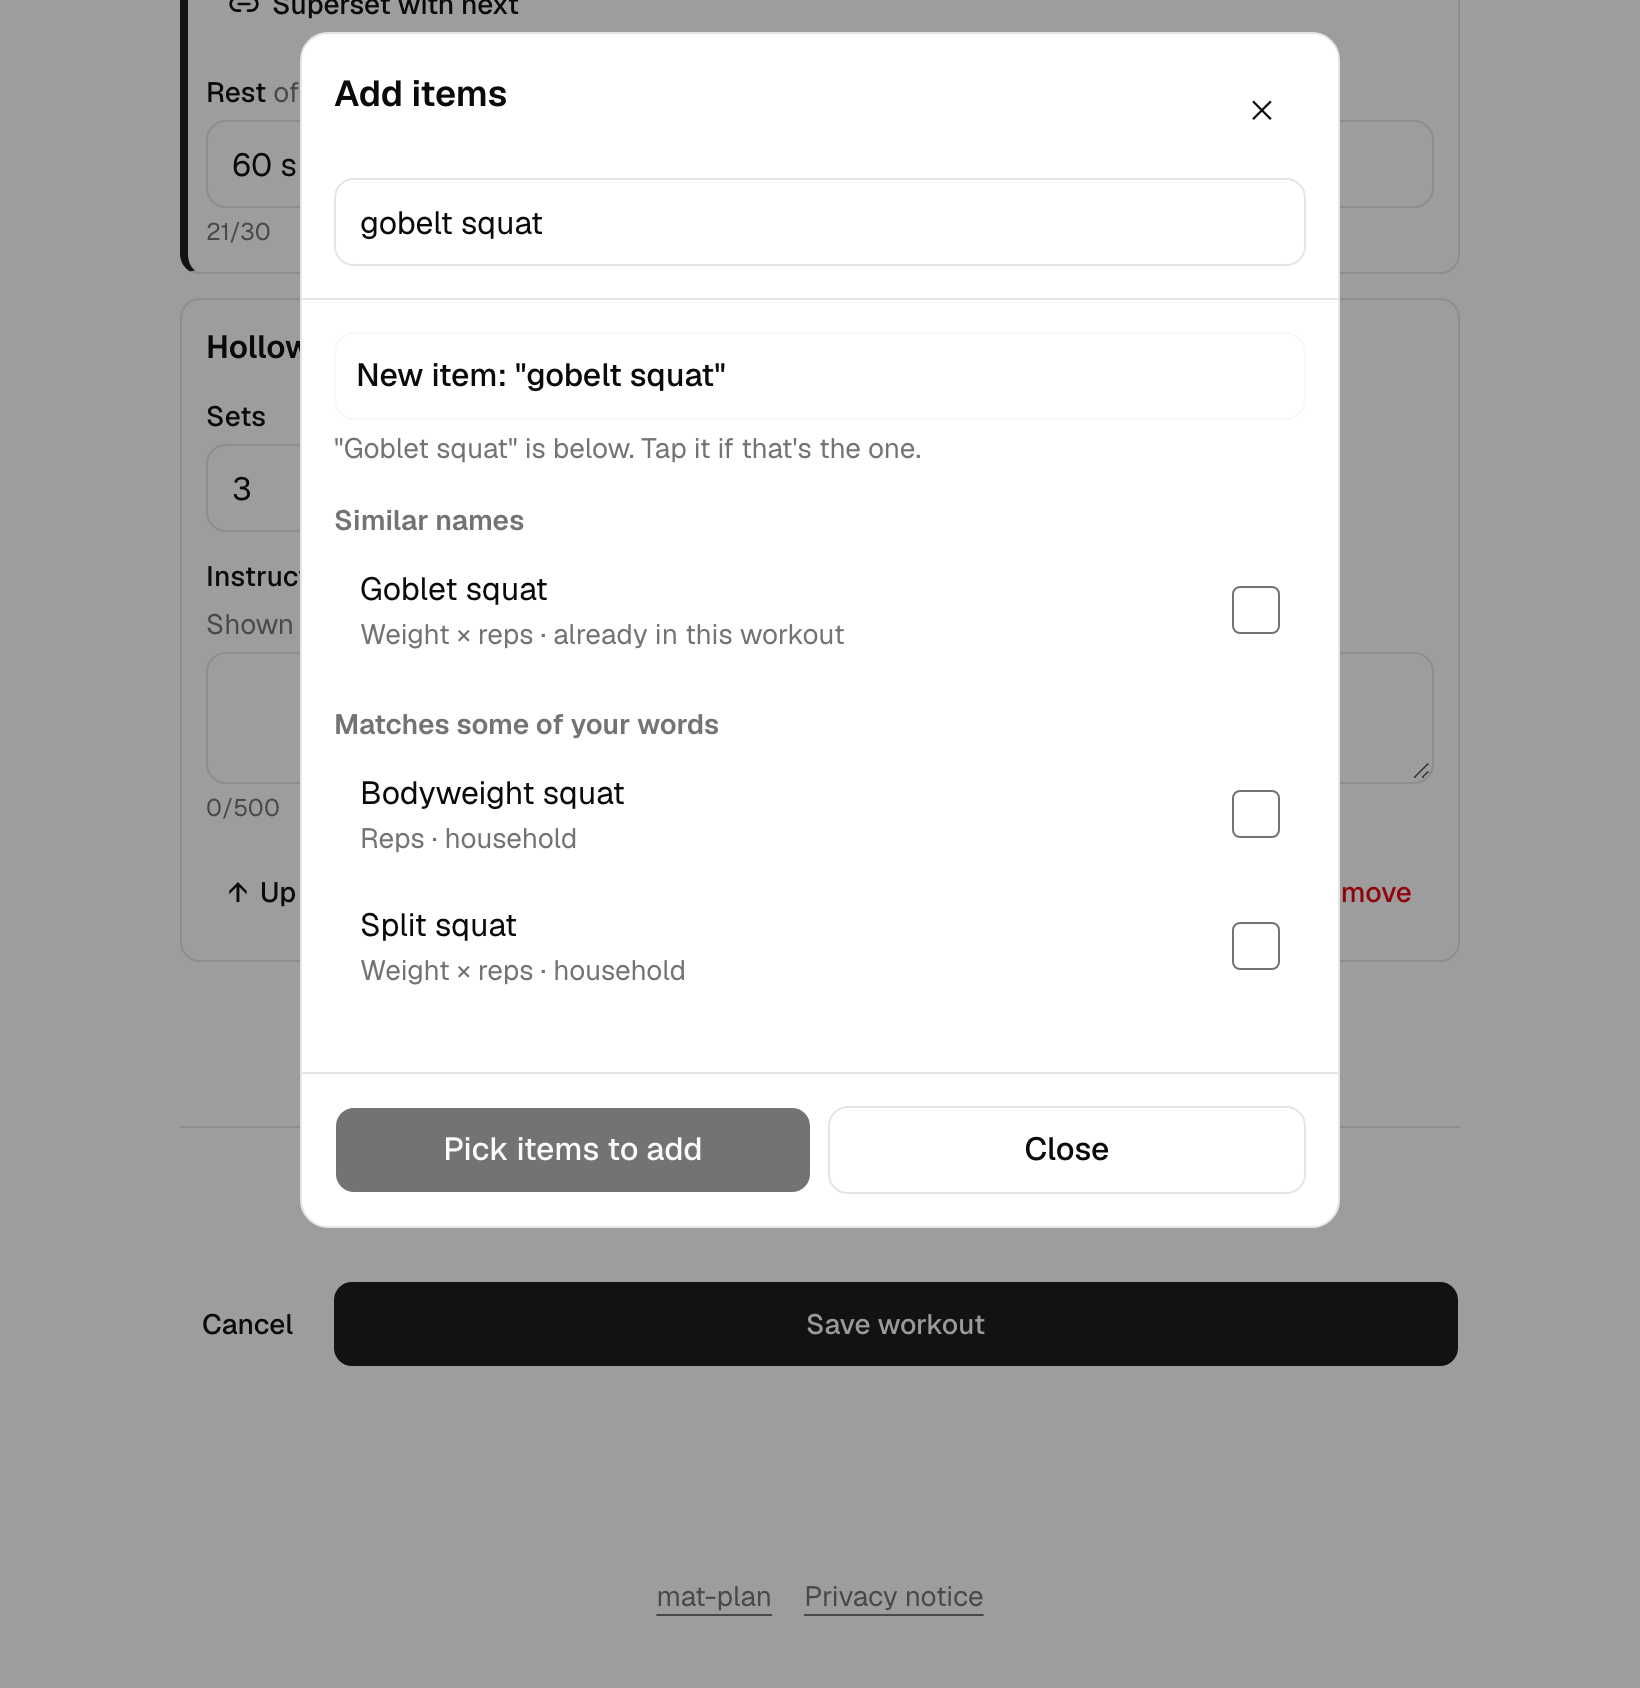 Superset with next
Add items
Rest of
60 s
21/30
gobelt squat
New item: "gobelt squat"
"Goblet squat" is below. Tap it if that's the one.
Similar names
Goblet squat
Weight × reps · already in this workout
Matches some of your words
Bodyweight squat
Reps · household
Split squat
Weight × reps · household
Pick items to add
Close
Hollow
Sets
3
Instruct
Shown
0/500
↑ Up
move
Cancel
Save workout
mat-plan
Privacy notice